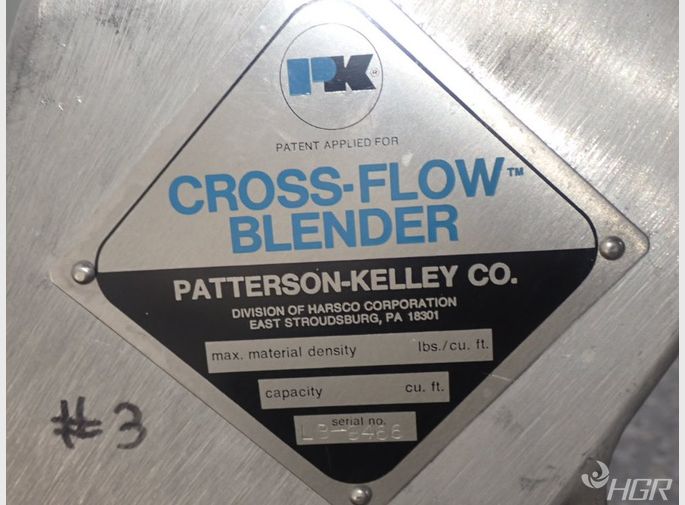 PK®
PATENT APPLIED FOR
CROSS-FLOW™
BLENDER
PATTERSON-KELLEY CO.
DIVISION OF HARSCO CORPORATION
EAST STROUDSBURG, PA 18301
max. material density lbs./cu. ft.
capacity cu. ft.
serial no.
#3
HGR